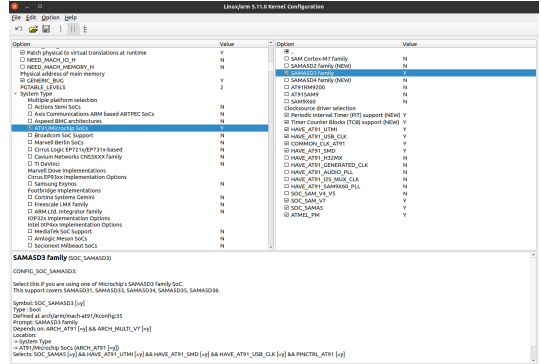 Linux/arm 5.11.0 Kernel Configuration
File Edit Option Help
Option Value
Patch physical to virtual translations at runtime Y
NEED_MACH_IO_H N
NEED_MACH_MEMORY_H N
Physical address of main memory
GENERIC_BUG Y
PGTABLE_LEVELS 2
System Type
Multiple platform selection
Actions Semi SoCs N
Axis Communications ARM based ARTPEC SoCs N
Aspeed BMC architectures N
AT91/Microchip SoCs Y
Broadcom SoC Support N
Marvell Berlin SoCs N
Cirrus Logic EP721x/EP731x-based N
Cavium Networks CNS3XXX family N
TI DaVinci N
Marvell Dove Implementations
Cirrus EP93xx Implementation Options
Samsung Exynos N
Footbridge Implementations
Cortina Systems Gemini N
Freescale i.MX family N
ARM Ltd. Integrator family N
IOP32x Implementation Options
Intel IXP4xx Implementation Options
MediaTek SoC Support N
Amlogic Meson SoCs N
Socionext Milbeaut SoCs N
Option Value
..
SAM Cortex-M7 family N
SAMA5D2 family (NEW) N
SAMA5D3 family Y
SAMA5D4 family (NEW) N
AT91RM9200 N
AT91SAM9 N
SAM9X60 N
Clocksource driver selection
Periodic Interval Timer (PIT) support (NEW) Y
Timer Counter Blocks (TCB) support (NEW) Y
HAVE_AT91_UTMI Y
HAVE_AT91_USB_CLK Y
COMMON_CLK_AT91 Y
HAVE_AT91_SMD Y
HAVE_AT91_H32MX N
HAVE_AT91_GENERATED_CLK N
HAVE_AT91_AUDIO_PLL N
HAVE_AT91_I2S_MUX_CLK N
HAVE_AT91_SAM9X60_PLL N
SOC_SAM_V4_V5 N
SOC_SAM_V7 Y
SOC_SAMA5 Y
ATMEL_PM Y
SAMA5D3 family (SOC_SAMA5D3)
CONFIG_SOC_SAMA5D3:
Select this if you are using one of Microchip's SAMA5D3 family SoC.
This support covers SAMA5D31, SAMA5D33, SAMA5D34, SAMA5D35, SAMA5D36.
Symbol: SOC_SAMA5D3 [=y]
Type : bool
Defined at arch/arm/mach-at91/Kconfig:35
Prompt: SAMA5D3 family
Depends on: ARCH_AT91 [=y] && ARCH_MULTI_V7 [=y]
Location:
-> System Type
-> AT91/Microchip SoCs (ARCH_AT91 [=y])
Selects: SOC_SAMA5 [=y] && HAVE_AT91_UTMI [=y] && HAVE_AT91_SMD [=y] && HAVE_AT91_USB_CLK [=y] && PINCTRL_AT91 [=y]